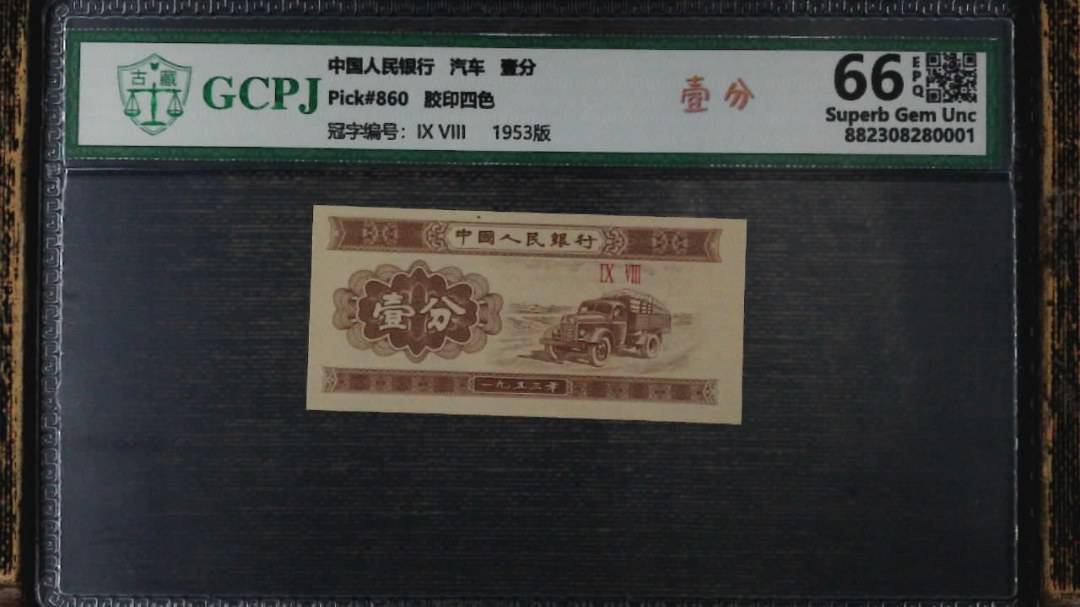 古藏
GCPJ
中国人民银行 汽车 壹分
Pick#860 胶印四色
冠字编号：IX VIII 1953版
壹分
66
EPQ
Superb Gem Unc
882308280001
中國人民銀行
IX VIII
壹分
一九五三年